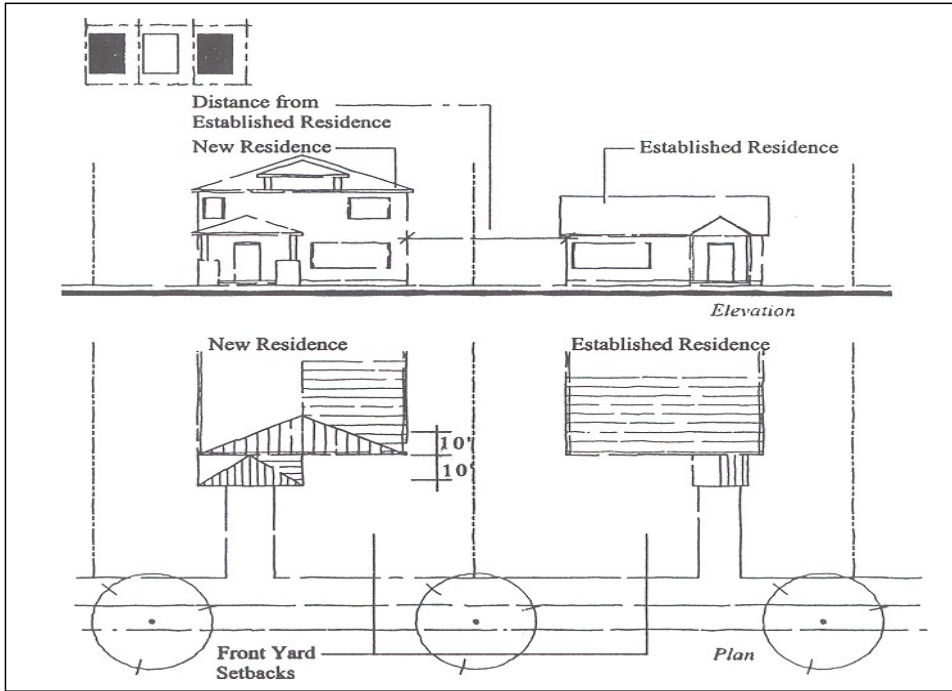 Distance from
Established Residence
New Residence
Established Residence
Elevation
New Residence
Established Residence
10'
10'
Front Yard
Setbacks
Plan